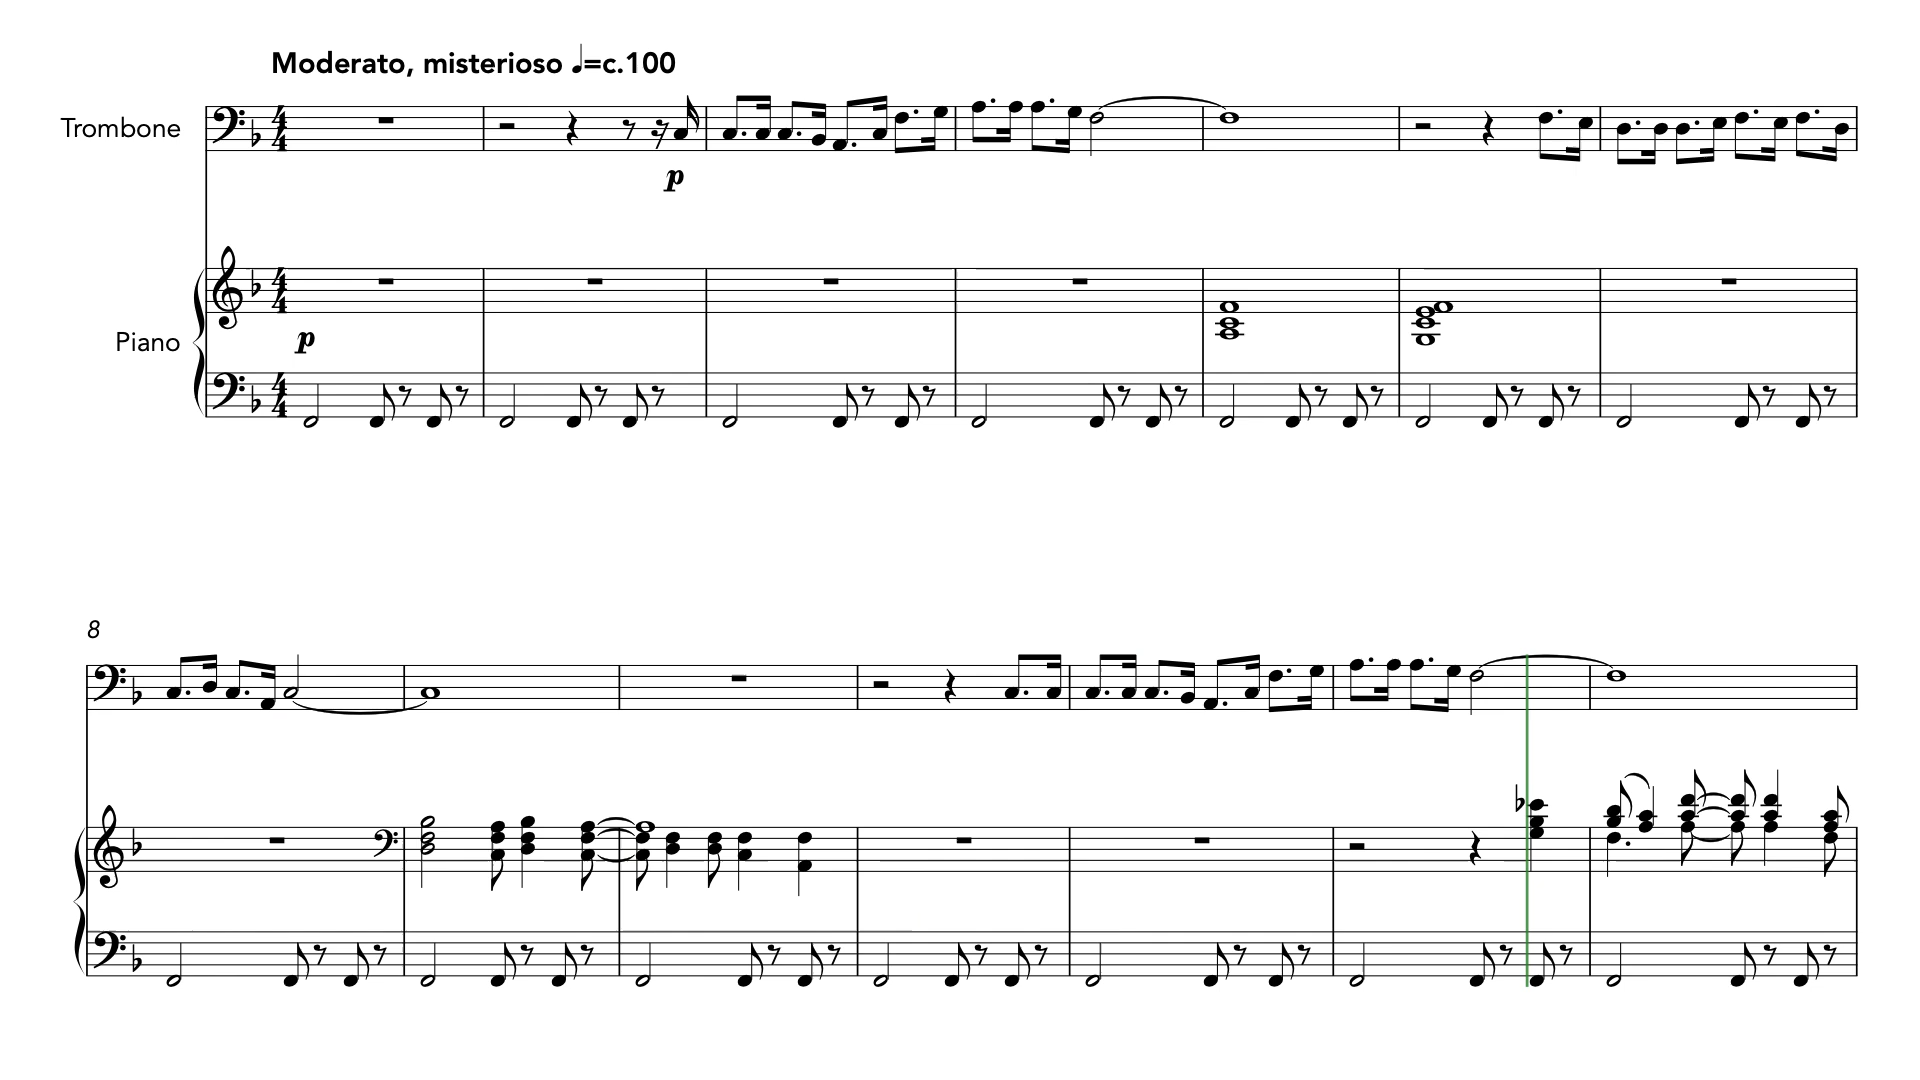 Moderato, misterioso ♩=c.100
Trombone
p
Piano
p
8